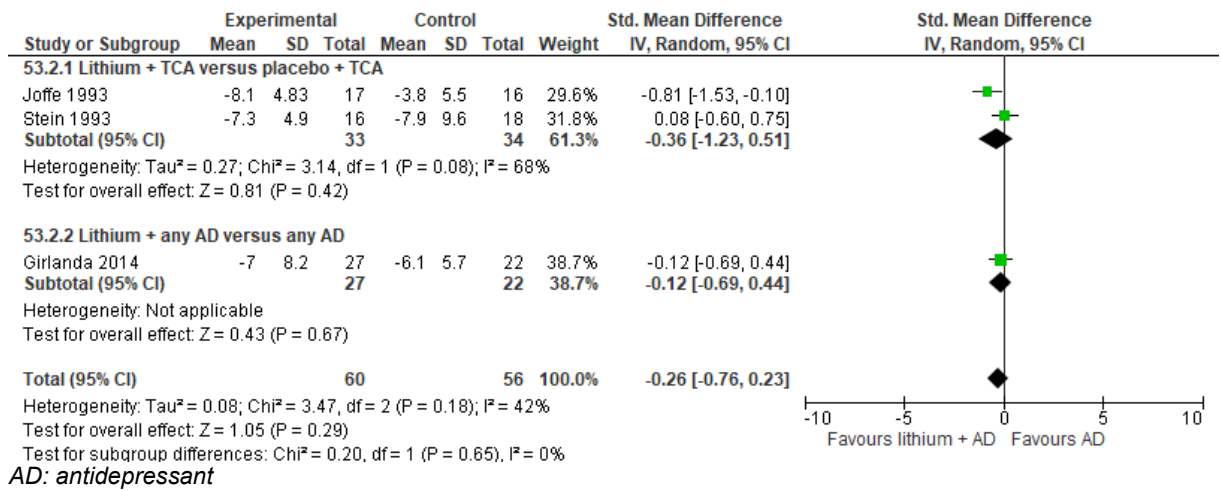 Experimental Control Std. Mean Difference Std. Mean Difference
Study or Subgroup Mean SD Total Mean SD Total Weight IV, Random, 95% CI IV, Random, 95% CI
53.2.1 Lithium + TCA versus placebo + TCA
Joffe 1993 -8.1 4.83 17 -3.8 5.5 16 29.6% -0.81 [-1.53, -0.10]
Stein 1993 -7.3 4.9 16 -7.9 9.6 18 31.8% 0.08 [-0.60, 0.75]
Subtotal (95% CI) 33 34 61.3% -0.36 [-1.23, 0.51]
Heterogeneity: Tau² = 0.27; Chi² = 3.14, df = 1 (P = 0.08); I² = 68%
Test for overall effect: Z = 0.81 (P = 0.42)
53.2.2 Lithium + any AD versus any AD
Girlanda 2014 -7 8.2 27 -6.1 5.7 22 38.7% -0.12 [-0.69, 0.44]
Subtotal (95% CI) 27 22 38.7% -0.12 [-0.69, 0.44]
Heterogeneity: Not applicable
Test for overall effect: Z = 0.43 (P = 0.67)
Total (95% CI) 60 56 100.0% -0.26 [-0.76, 0.23]
Heterogeneity: Tau² = 0.08; Chi² = 3.47, df = 2 (P = 0.18); I² = 42%
Test for overall effect: Z = 1.05 (P = 0.29)
Test for subgroup differences: Chi² = 0.20, df = 1 (P = 0.65), I² = 0%
-10 -5 0 5 10
Favours lithium + AD Favours AD
AD: antidepressant